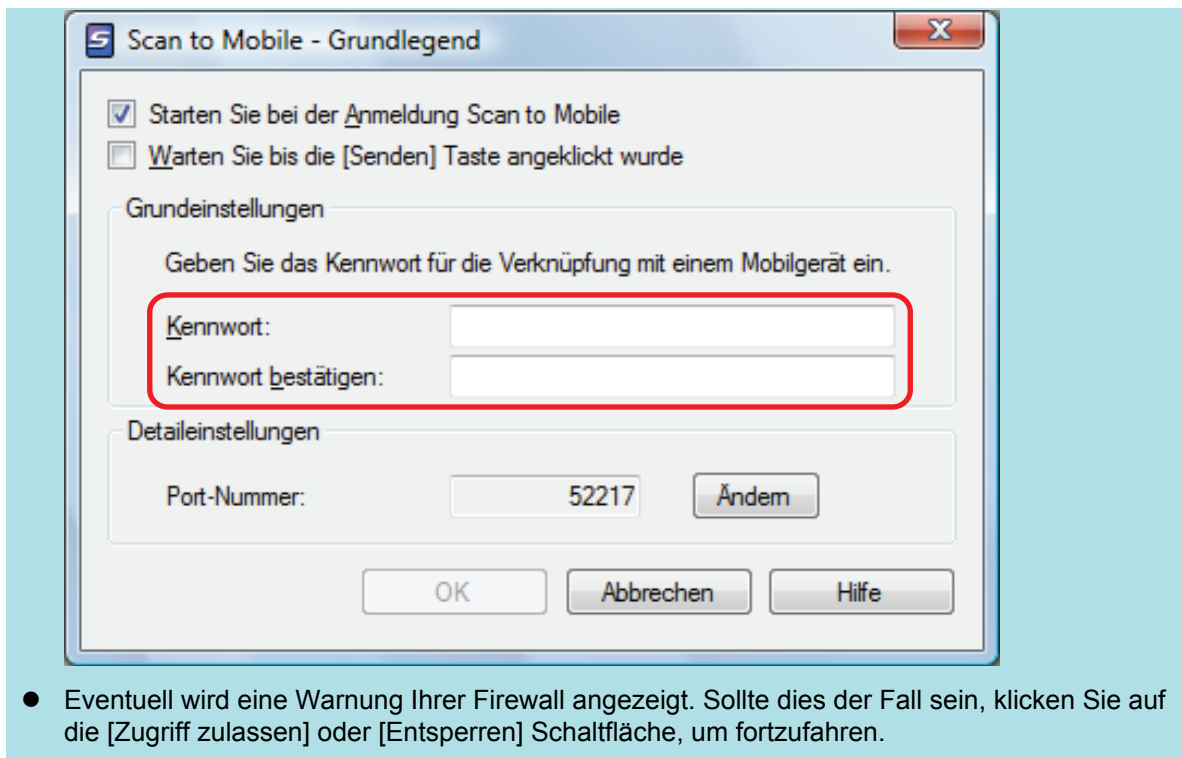 Scan to Mobile - Grundlegend
Starten Sie bei der Anmeldung Scan to Mobile
Warten Sie bis die [Senden] Taste angeklickt wurde
Grundeinstellungen
Geben Sie das Kennwort für die Verknüpfung mit einem Mobilgerät ein.
Kennwort:
Kennwort bestätigen:
Detaileinstellungen
Port-Nummer: 52217 Ändern
OK Abbrechen Hilfe
● Eventuell wird eine Warnung Ihrer Firewall angezeigt. Sollte dies der Fall sein, klicken Sie auf
die [Zugriff zulassen] oder [Entsperren] Schaltfläche, um fortzufahren.